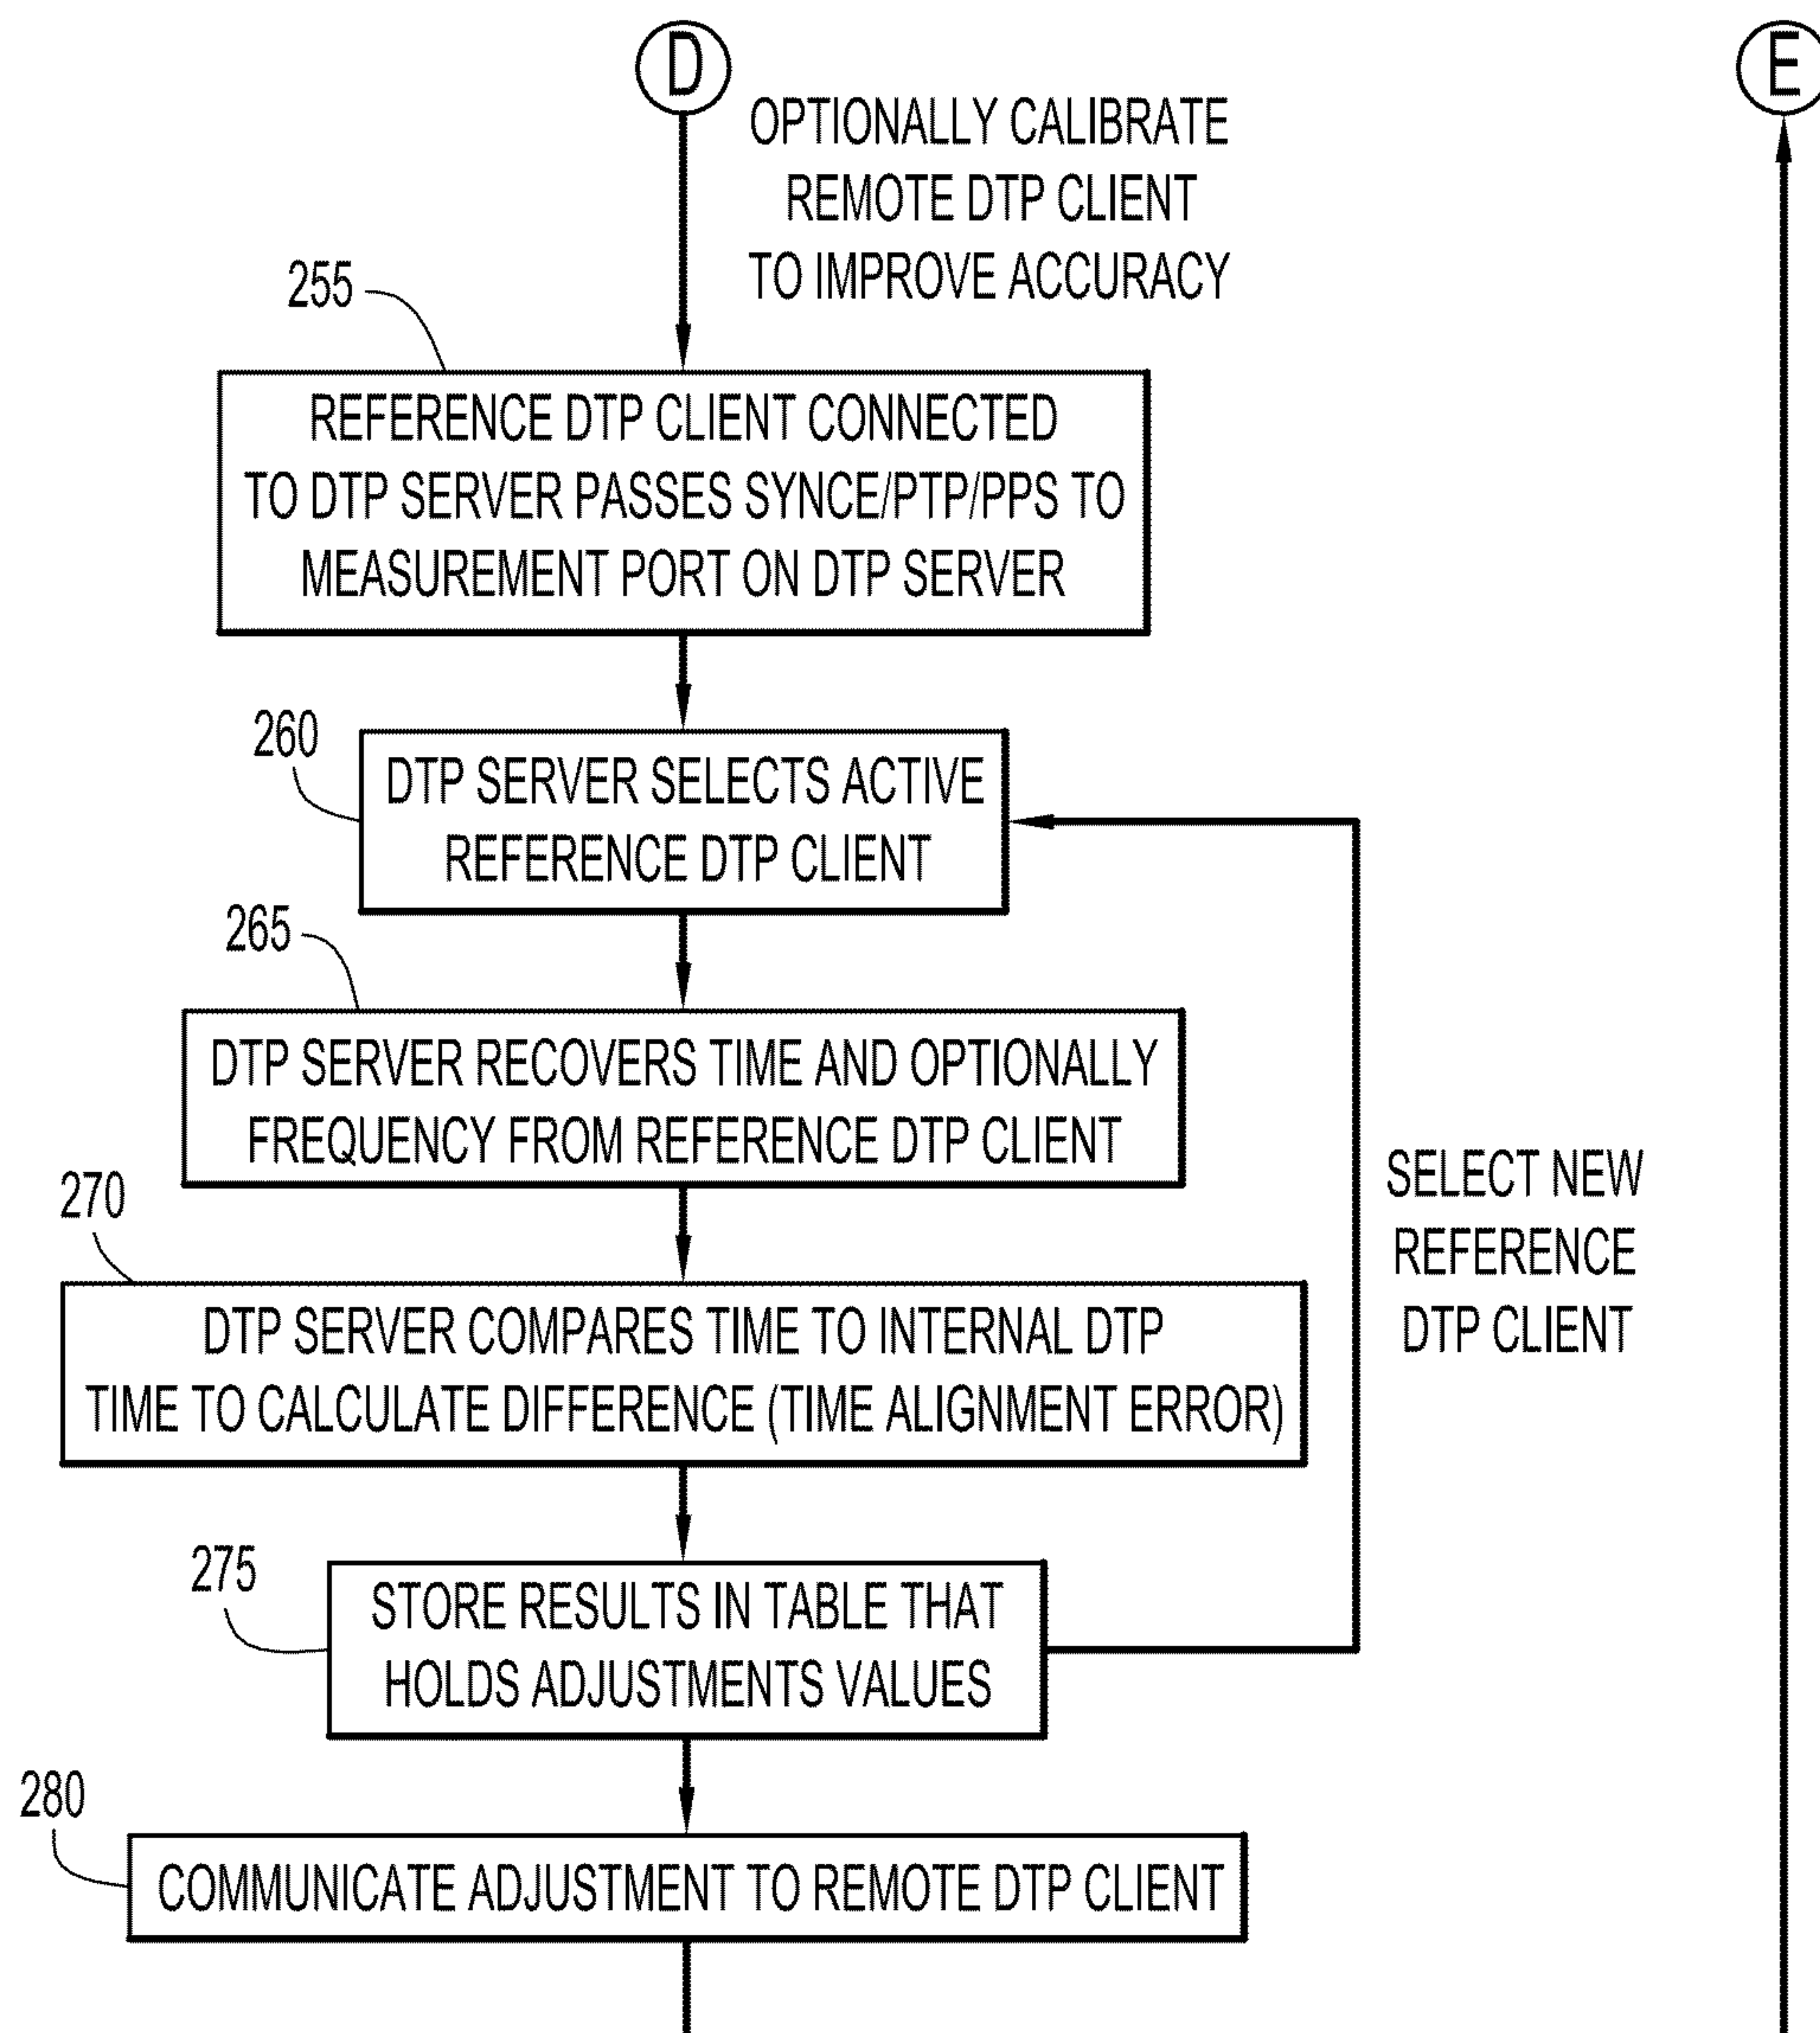 D
E
OPTIONALLY CALIBRATE
REMOTE DTP CLIENT
TO IMPROVE ACCURACY
255
REFERENCE DTP CLIENT CONNECTED
TO DTP SERVER PASSES SYNCE/PTP/PPS TO
MEASUREMENT PORT ON DTP SERVER
260
DTP SERVER SELECTS ACTIVE
REFERENCE DTP CLIENT
265
DTP SERVER RECOVERS TIME AND OPTIONALLY
FREQUENCY FROM REFERENCE DTP CLIENT
270
DTP SERVER COMPARES TIME TO INTERNAL DTP
TIME TO CALCULATE DIFFERENCE (TIME ALIGNMENT ERROR)
SELECT NEW
REFERENCE
DTP CLIENT
275
STORE RESULTS IN TABLE THAT
HOLDS ADJUSTMENTS VALUES
280
COMMUNICATE ADJUSTMENT TO REMOTE DTP CLIENT